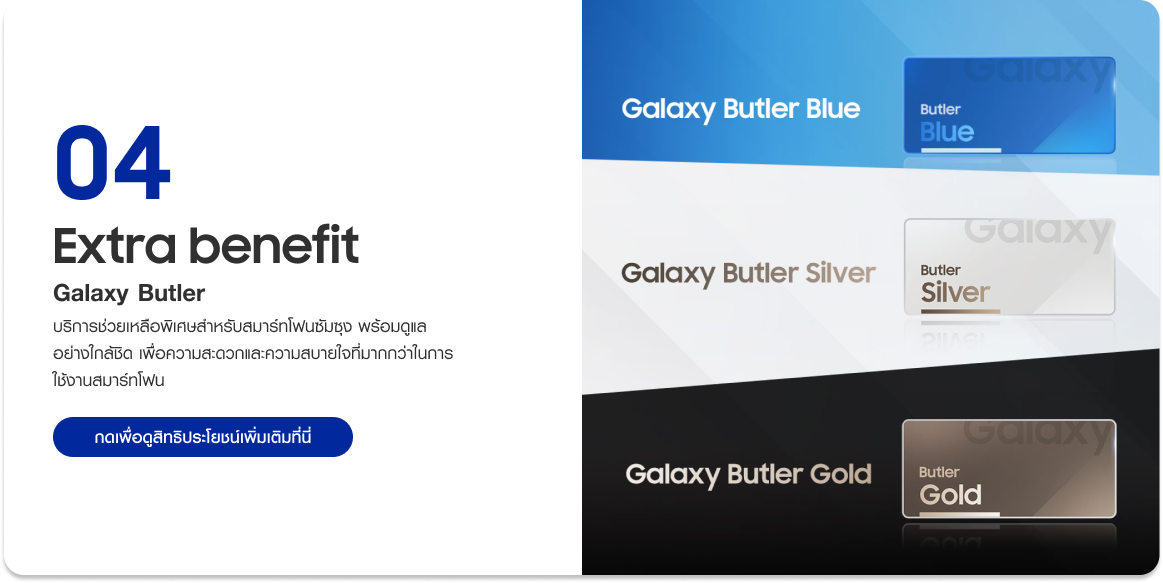 04
Extra benefit
Galaxy Butler
บริการช่วยเหลือพิเศษสำหรับสมาร์ทโฟนซัมซุง พร้อมดูแล
อย่างใกล้ชิด เพื่อความสะดวกและความสบายใจที่มากกว่าในการ
ใช้งานสมาร์ทโฟน
กดเพื่อดูสิทธิประโยชน์เพิ่มเติมที่นี่
Galaxy Butler Blue
Galaxy
Butler
Blue
Galaxy Butler Silver
Galaxy
Butler
Silver
Galaxy Butler Gold
Galaxy
Butler
Gold